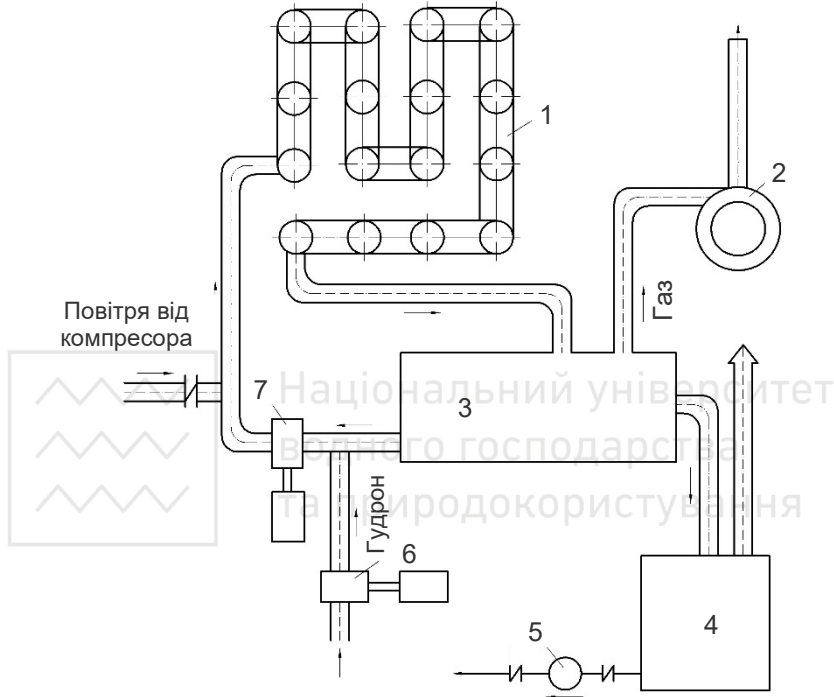 1
2
Газ
Повітря від
компресора
7
3
Національний університет
водного господарства
та природокористування
Гудрон
6
5
4